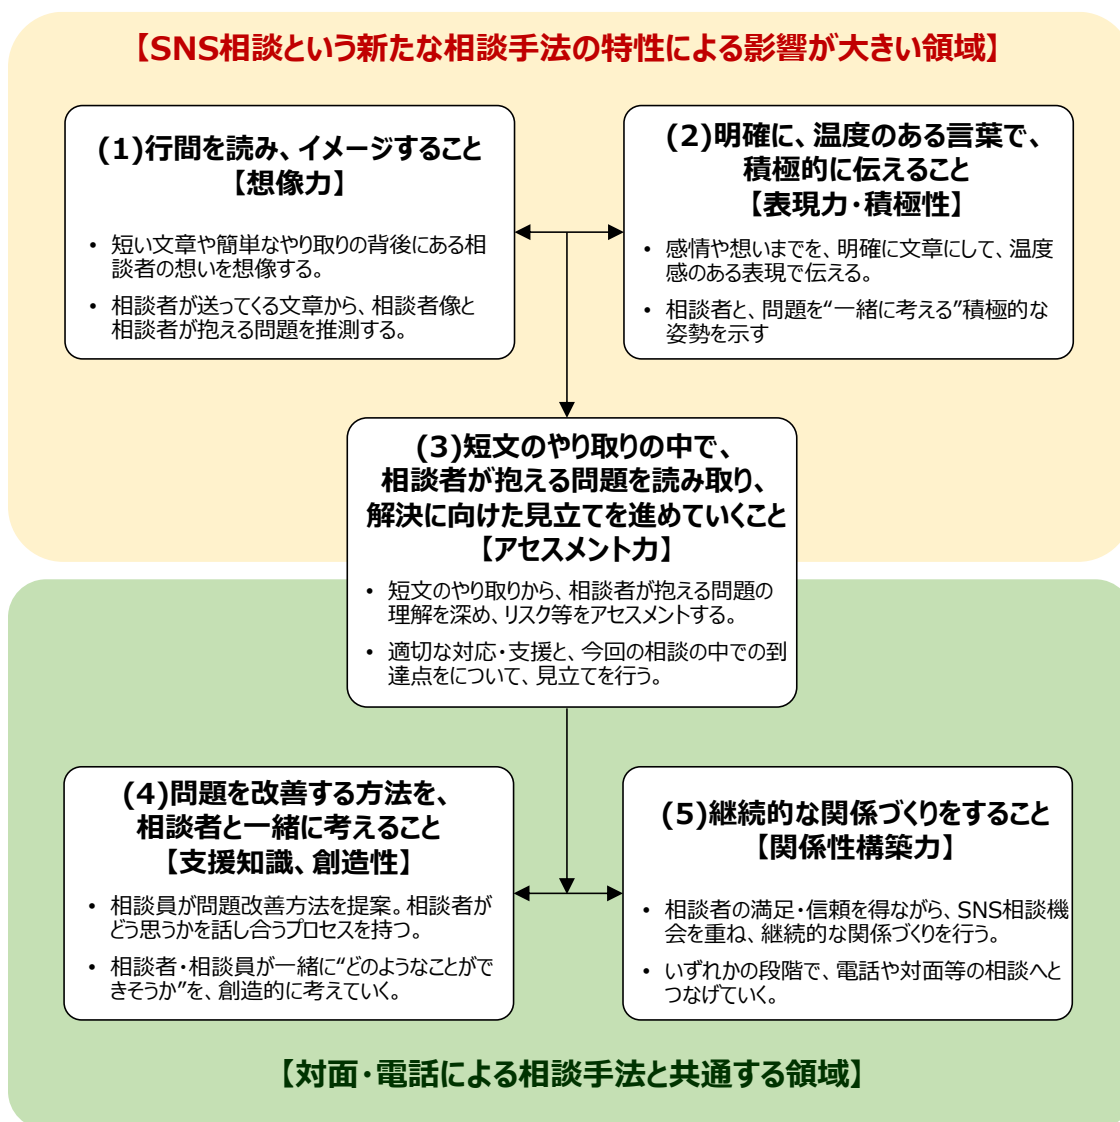 【SNS相談という新たな相談手法の特性による影響が大きい領域】
(1)行間を読み、イメージすること
【想像力】
• 短い文章や簡単なやり取りの背後にある相
談者の想いを想像する。
• 相談者が送ってくる文章から、相談者像と
相談者が抱える問題を推測する。
(2)明確に、温度のある言葉で、
積極的に伝えること
【表現力・積極性】
• 感情や想いまでを、明確に文章にして、温度
感のある表現で伝える。
• 相談者と、問題を“一緒に考える”積極的な
姿勢を示す
(3)短文のやり取りの中で、
相談者が抱える問題を読み取り、
解決に向けた見立てを進めていくこと
【アセスメント力】
• 短文のやり取りから、相談者が抱える問題の
理解を深め、リスク等をアセスメントする。
• 適切な対応・支援と、今回の相談の中での到
達点をについて、見立てを行う。
(4)問題を改善する方法を、
相談者と一緒に考えること
【支援知識、創造性】
• 相談員が問題改善方法を提案。相談者が
どう思うかを話し合うプロセスを持つ。
• 相談者・相談員が一緒に“どのようなことがで
きそうか”を、創造的に考えていく。
(5)継続的な関係づくりをすること
【関係性構築力】
• 相談者の満足・信頼を得ながら、SNS相談機
会を重ね、継続的な関係づくりを行う。
• いずれかの段階で、電話や対面等の相談へと
つなげていく。
【対面・電話による相談手法と共通する領域】